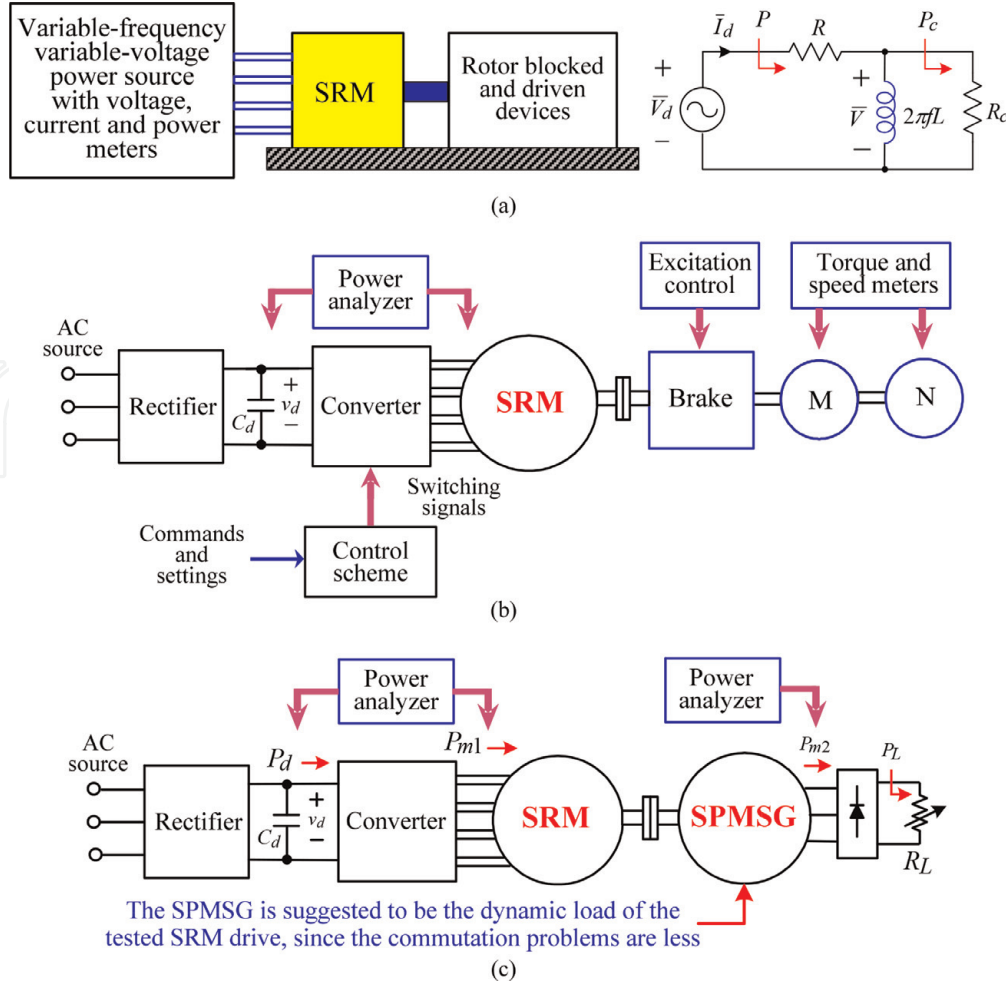 Variable-frequency
variable-voltage
power source
with voltage,
current and power
meters
SRM
Rotor blocked
and driven
devices
Ī_d
P
R
P_c
+
V̄_d
−
+
V̄
−
2πfL
R_c
(a)
Power
analyzer
Excitation
control
Torque and
speed meters
AC
source
Rectifier
C_d
+
v_d
−
Converter
SRM
Brake
M
N
Switching
signals
Commands
and
settings
Control
scheme
(b)
Power
analyzer
Power
analyzer
AC
source
P_d
P_m1
P_m2
P_L
Rectifier
C_d
+
v_d
−
Converter
SRM
SPMSG
R_L
The SPMSG is suggested to be the dynamic load of the
tested SRM drive, since the commutation problems are less
(c)